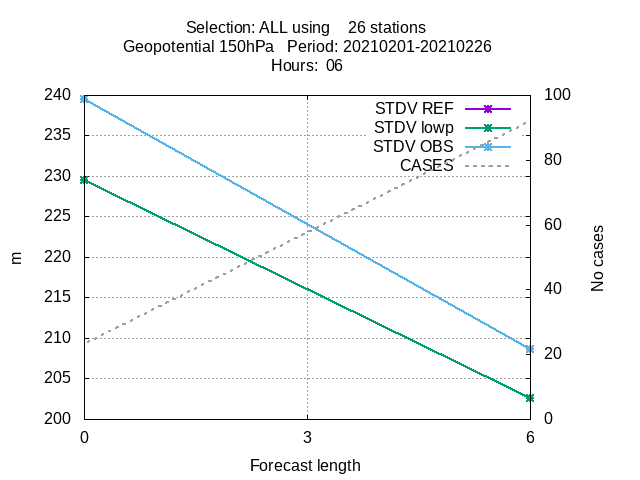 Selection: ALL using    26 stations
Geopotential 150hPa   Period: 20210201-20210226
Hours:  06
240
235
230
225
220
215
210
205
200
100
80
60
40
20
0
STDV REF
STDV lowp
STDV OBS
CASES
m
No cases
0 3 6
Forecast length